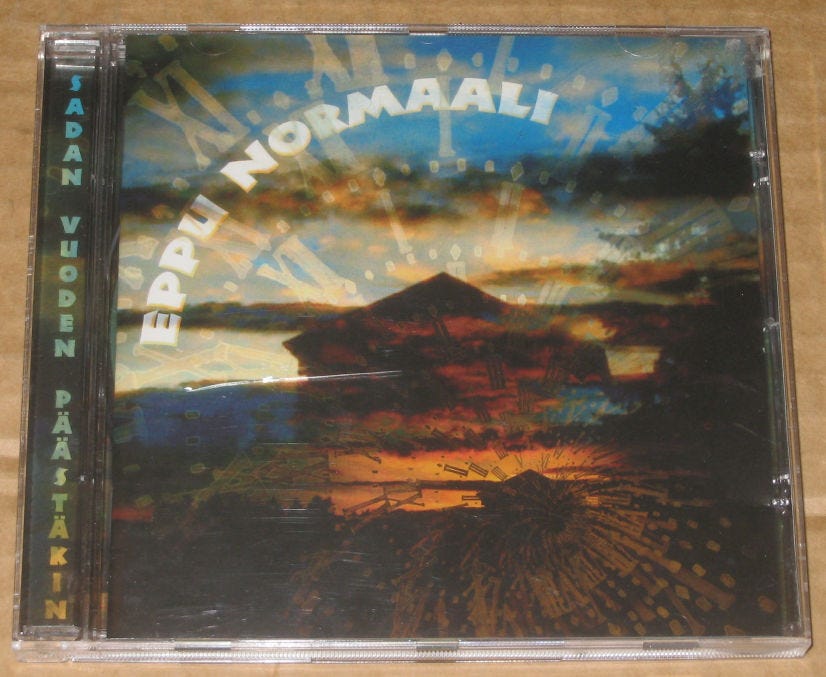 EPPU NORMAALI
SADAN VUODEN PÄÄSTÄKIN